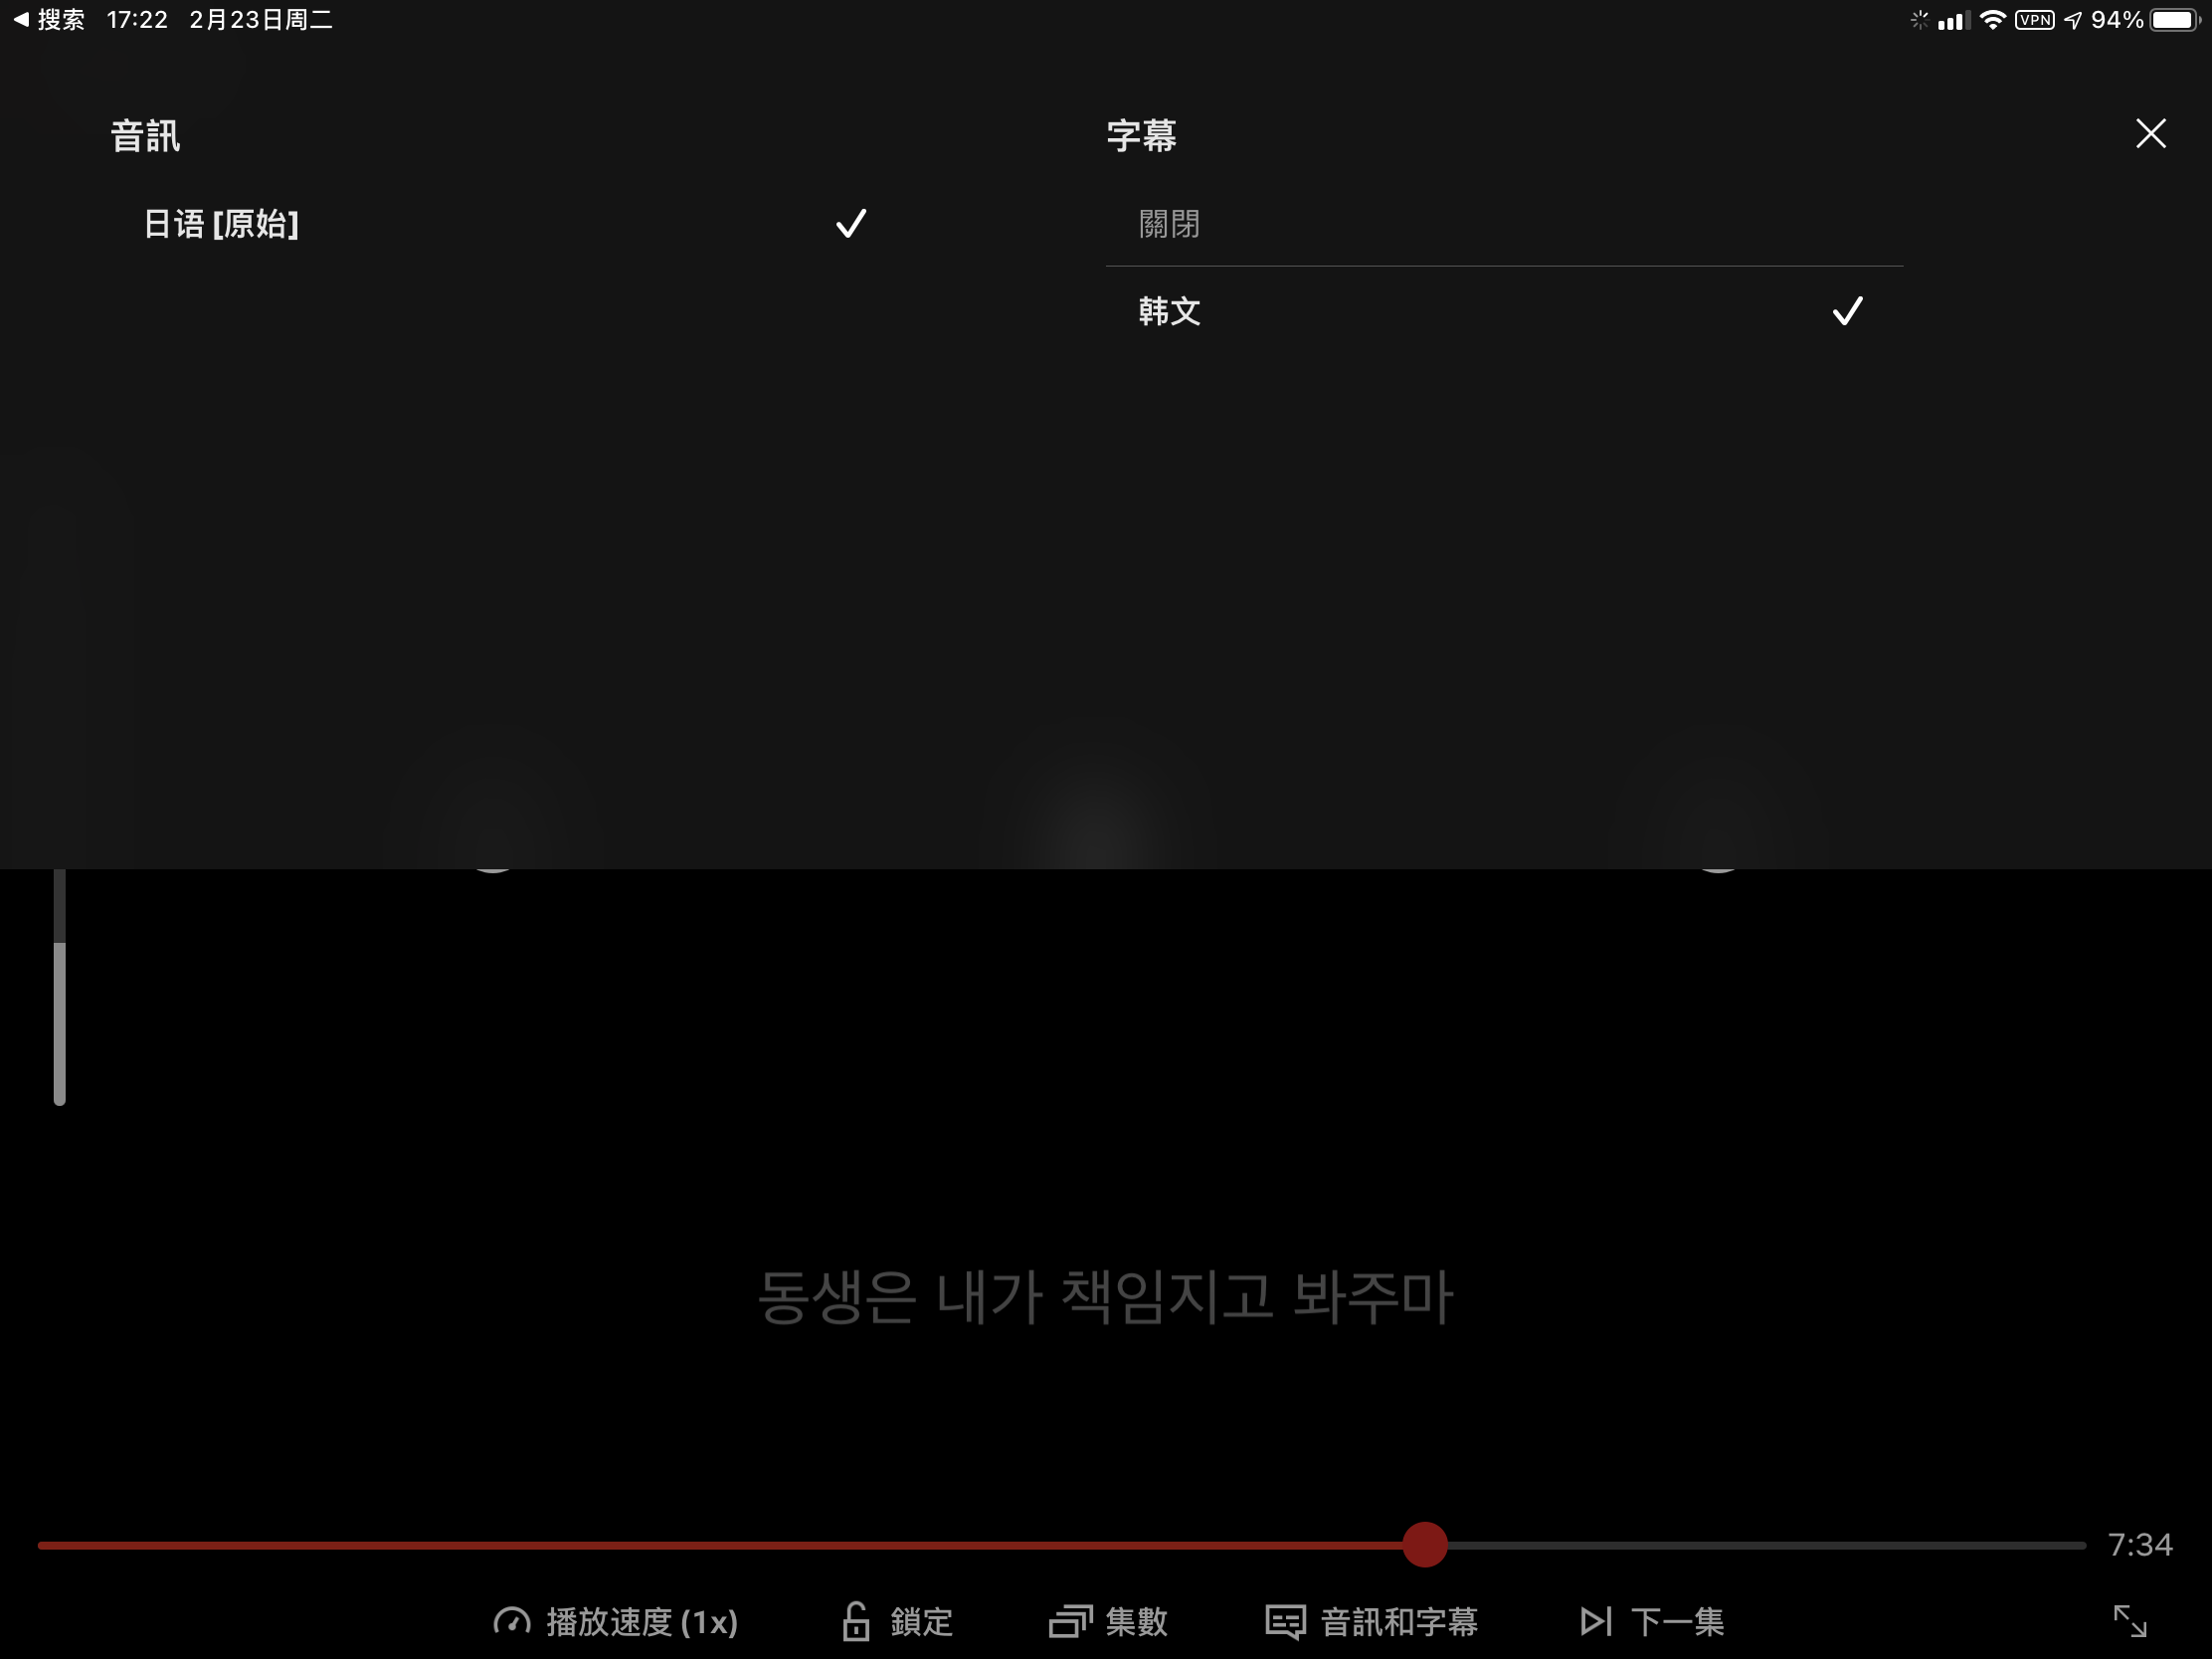 搜索 17:22 2月23日周二 VPN 94%
音訊
日语 [原始]
字幕
關閉
韩文
동생은 내가 책임지고 봐주마
7:34
播放速度 (1x) 鎖定 集數 音訊和字幕 下一集